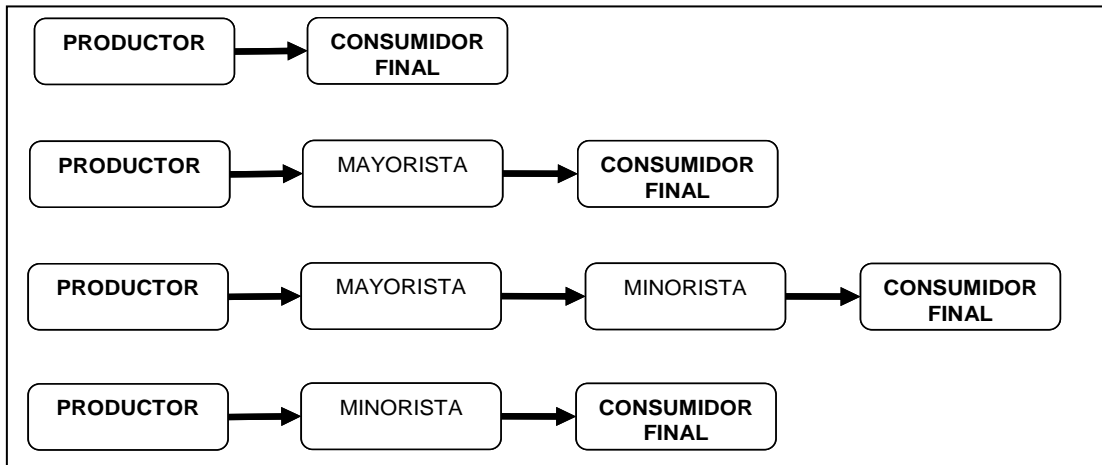 PRODUCTOR
CONSUMIDOR
FINAL
PRODUCTOR
MAYORISTA
CONSUMIDOR
FINAL
PRODUCTOR
MAYORISTA
MINORISTA
CONSUMIDOR
FINAL
PRODUCTOR
MINORISTA
CONSUMIDOR
FINAL